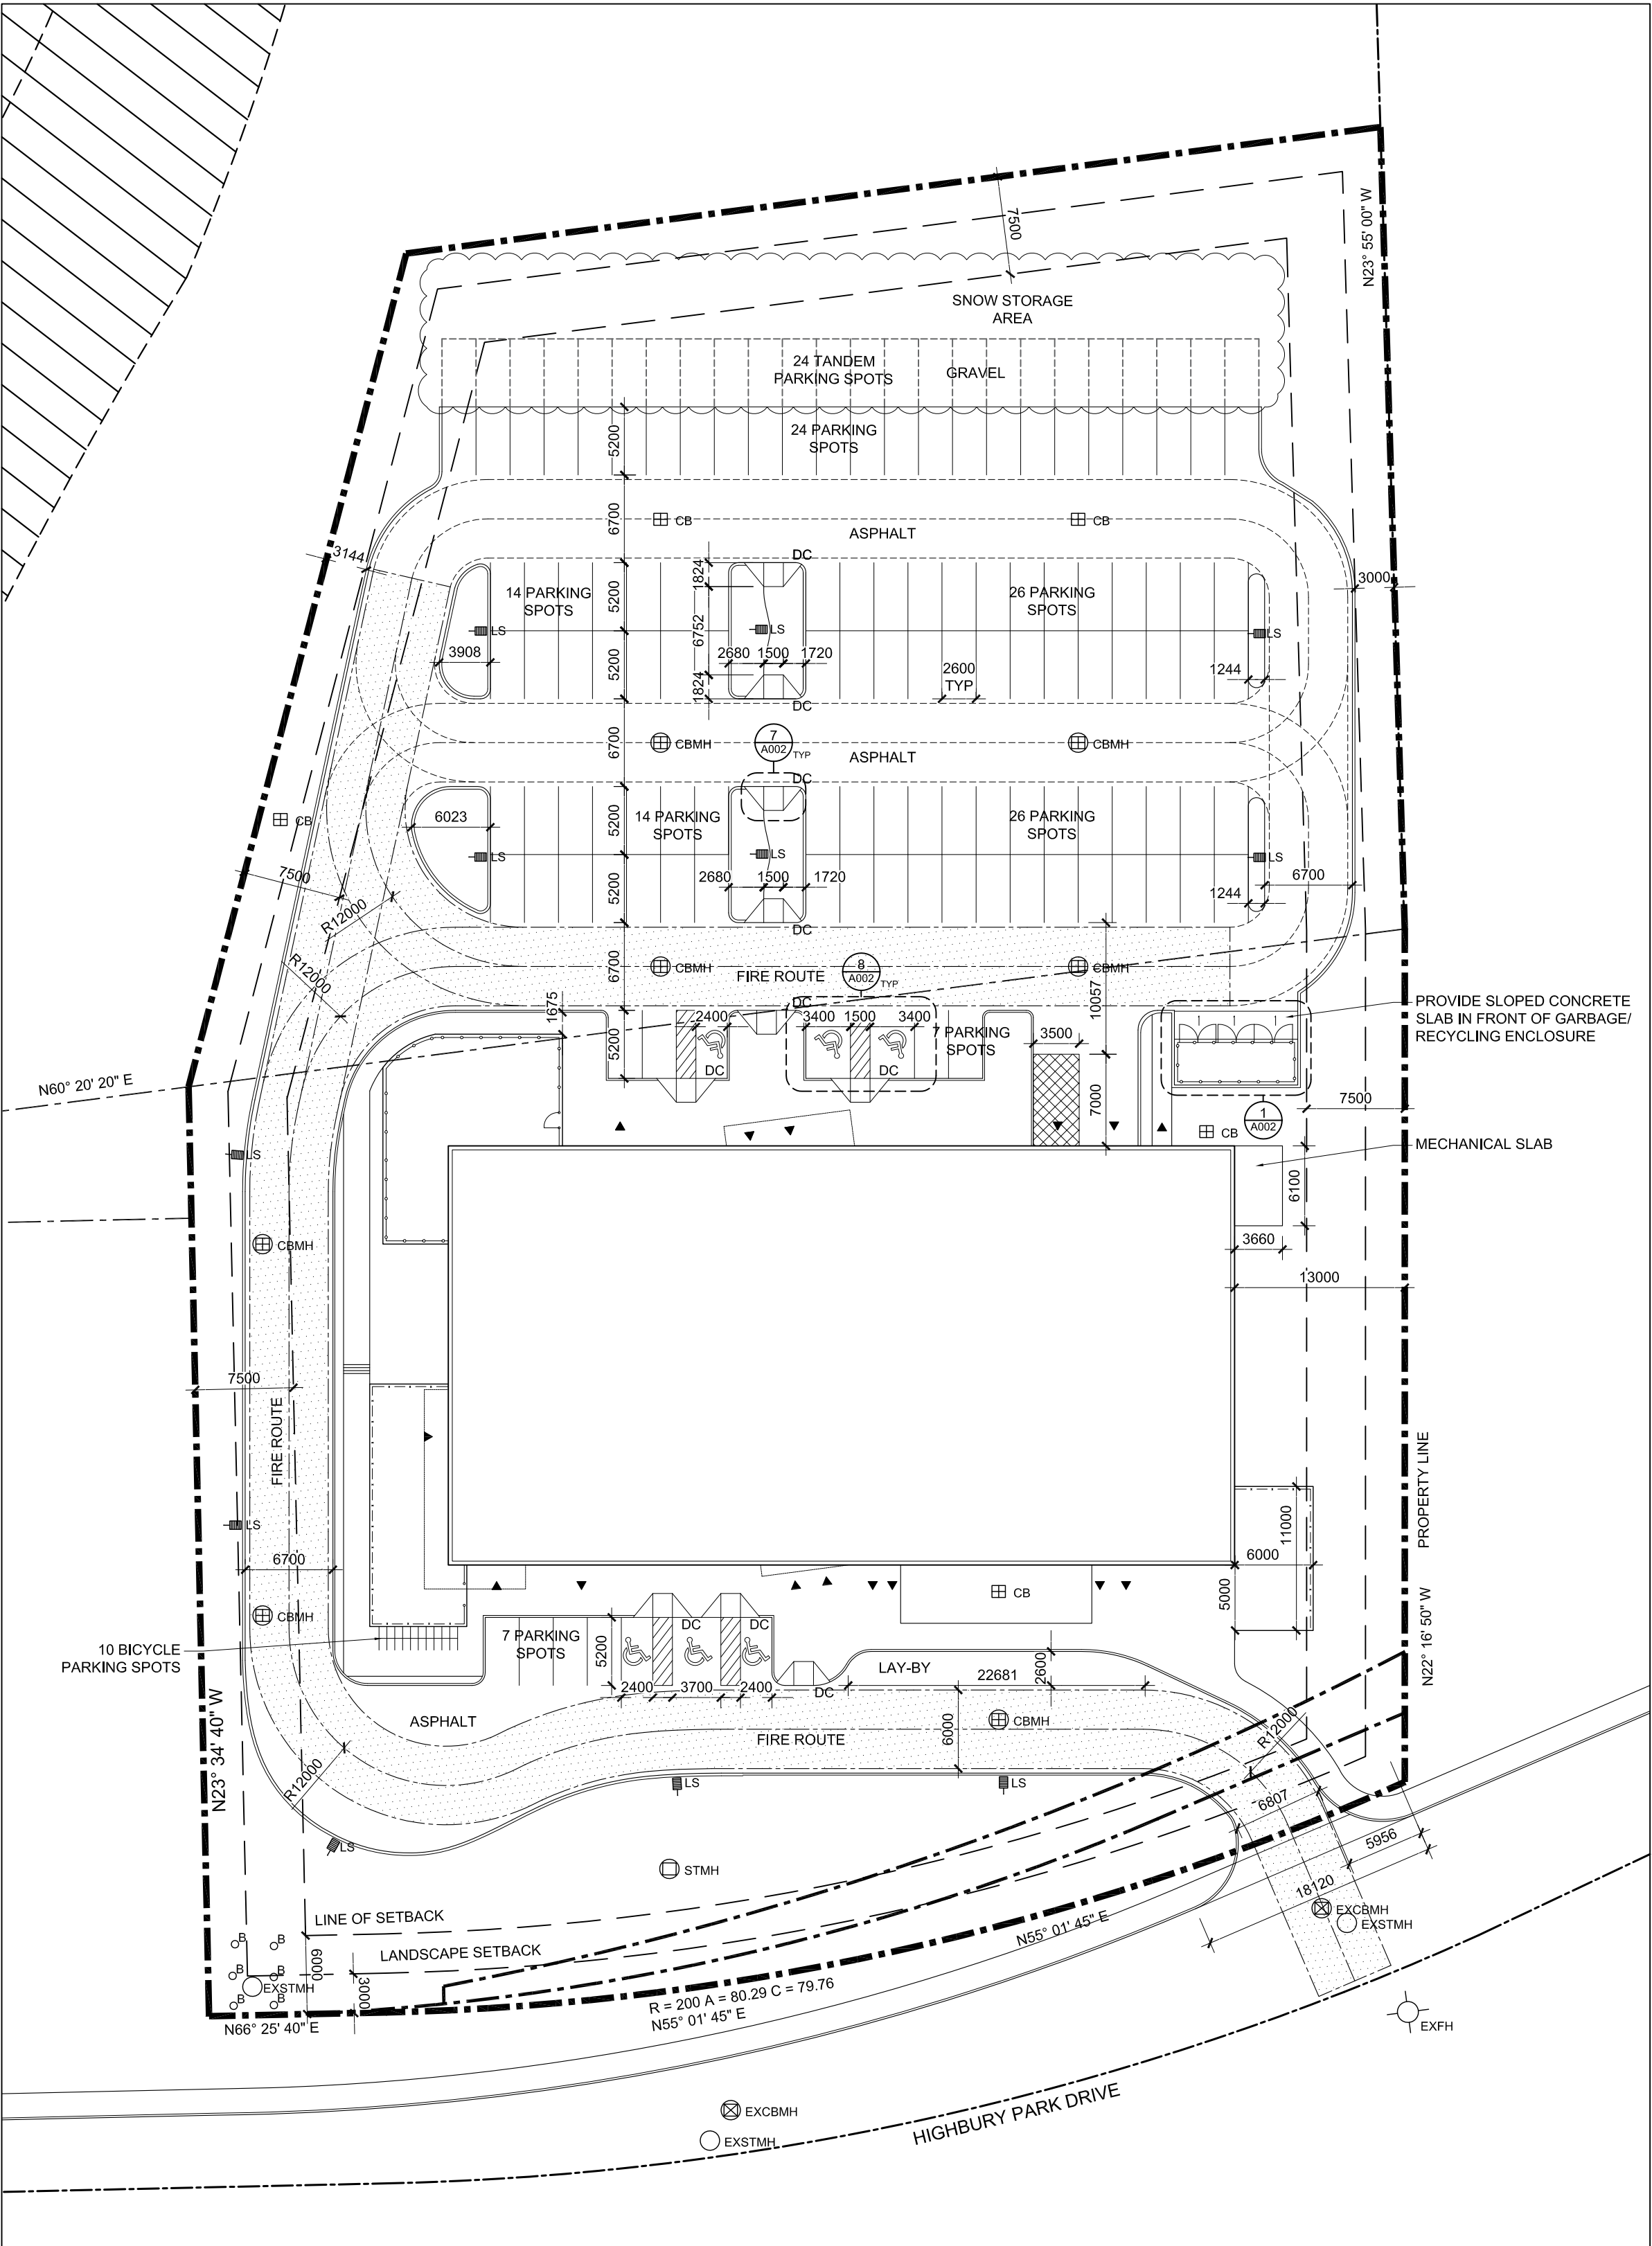 7500
N23° 55' 00" W
SNOW STORAGE
AREA
24 TANDEM
PARKING SPOTS
GRAVEL
24 PARKING
SPOTS
5200
6700
CB
CB
ASPHALT
DC
3144
1824
3000
14 PARKING
SPOTS
5200
26 PARKING
SPOTS
LS
LS
LS
6752
3908
5200
2680 1500 1720
2600
TYP
1244
1824
DC
6700
CBMH
7
A002
TYP
CBMH
ASPHALT
DC
CB
6023
5200
14 PARKING
SPOTS
26 PARKING
SPOTS
LS
LS
LS
7500
5200
2680 1500 1720
1244
6700
R12000
DC
R12000
6700
CBMH
FIRE ROUTE
8
A002
TYP
CBMH
10057
1675
DC
2400
3400 1500 3400
7 PARKING
SPOTS
3500
5200
DC
DC
PROVIDE SLOPED CONCRETE
SLAB IN FRONT OF GARBAGE/
RECYCLING ENCLOSURE
N60° 20' 20" E
7000
7500
1
A002
CB
MECHANICAL SLAB
LS
6100
CBMH
3660
13000
7500
FIRE ROUTE
PROPERTY LINE
LS
11000
6000
6700
5000
CB
CBMH
N22° 16' 50" W
10 BICYCLE
PARKING SPOTS
7 PARKING
SPOTS
5200
DC
DC
LAY-BY
22681
2600
2400 3700 2400
DC
N23° 34' 40" W
ASPHALT
FIRE ROUTE
6000
CBMH
R12000
R12000
LS
LS
6807
LS
5956
STMH
18120
EXCBMH
EXSTMH
LINE OF SETBACK
N55° 01' 45" E
B
B
LANDSCAPE SETBACK
6000
B
B
EXSTMH
3000
B
B
R = 200 A = 80.29 C = 79.76
N55° 01' 45" E
N66° 25' 40" E
EXFH
HIGHBURY PARK DRIVE
EXCBMH
EXSTMH